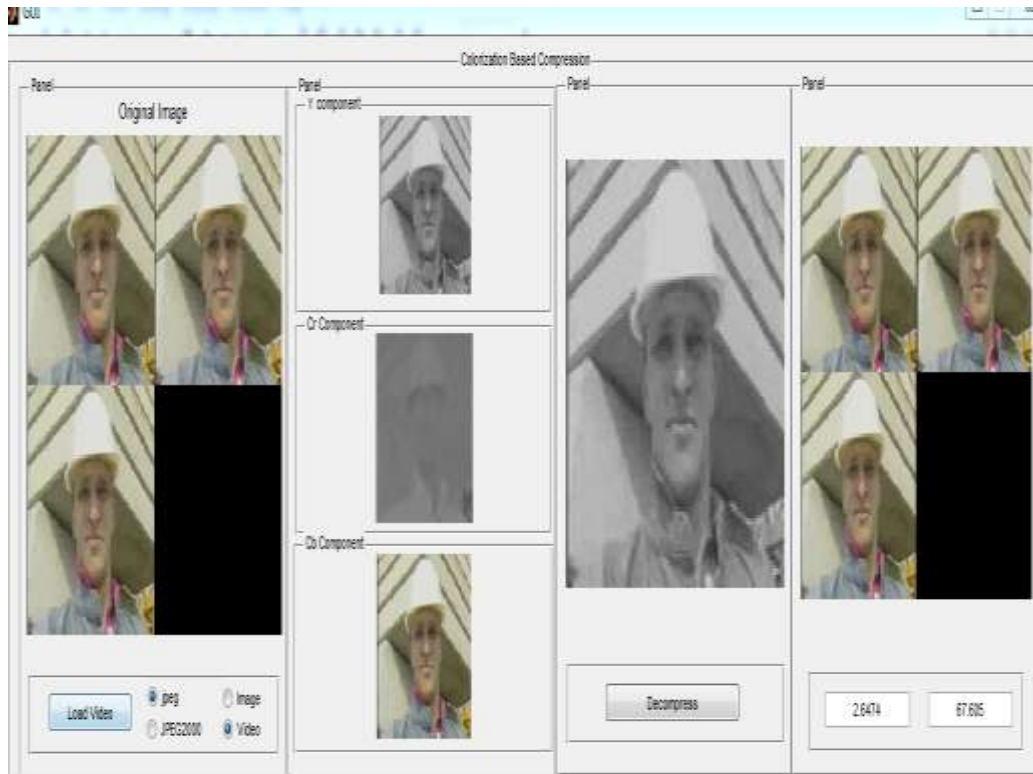 GUI
Colorization Based Compression
Panel
Original Image
Load Video
jpeg
Image
JPEG2000
Video
Panel
Y component
Cr Component
Cb Component
Panel
Decompress
Panel
2.6474
67.605